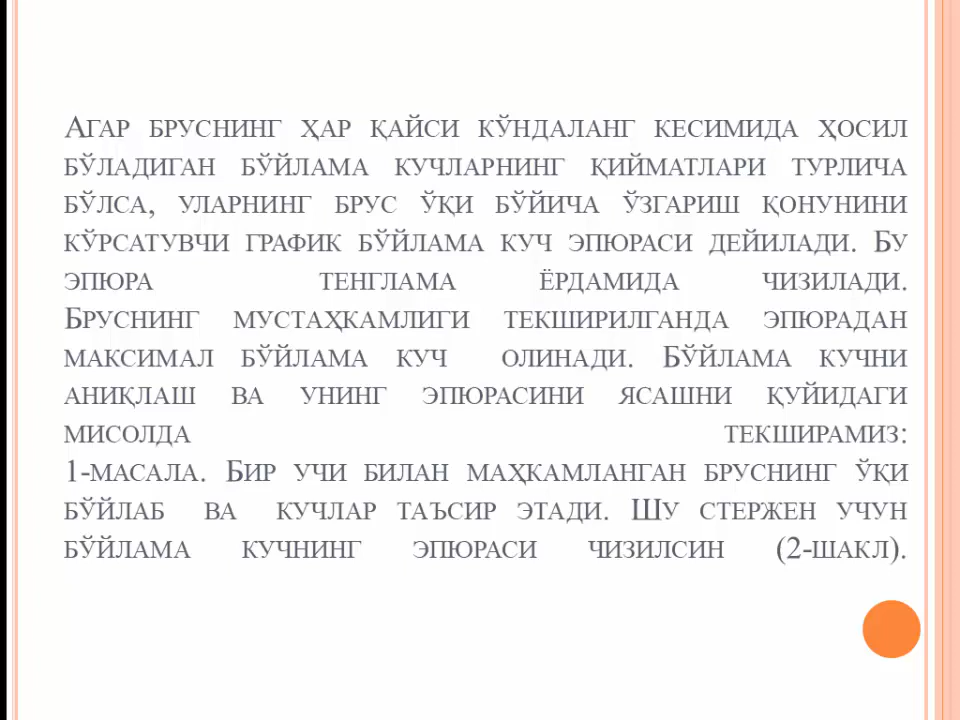 Агар бруснинг ҳар қайси кўндаланг кесимида ҳосил
бўладиган бўйлама кучларнинг қийматлари турлича
бўлса, уларнинг брус ўқи бўйича ўзгариш қонунини
кўрсатувчи график бўйлама куч эпюраси дейилади. Бу
эпюра тенглама ёрдамида чизилади.
Бруснинг мустаҳкамлиги текширилганда эпюрадан
максимал бўйлама куч олинади. Бўйлама кучни
аниқлаш ва унинг эпюрасини ясашни қуйидаги
мисолда текширамиз:
1-масала. Бир учи билан маҳкамланган бруснинг ўқи
бўйлаб ва кучлар таъсир этади. Шу стержен учун
бўйлама кучнинг эпюраси чизилсин (2-шакл).